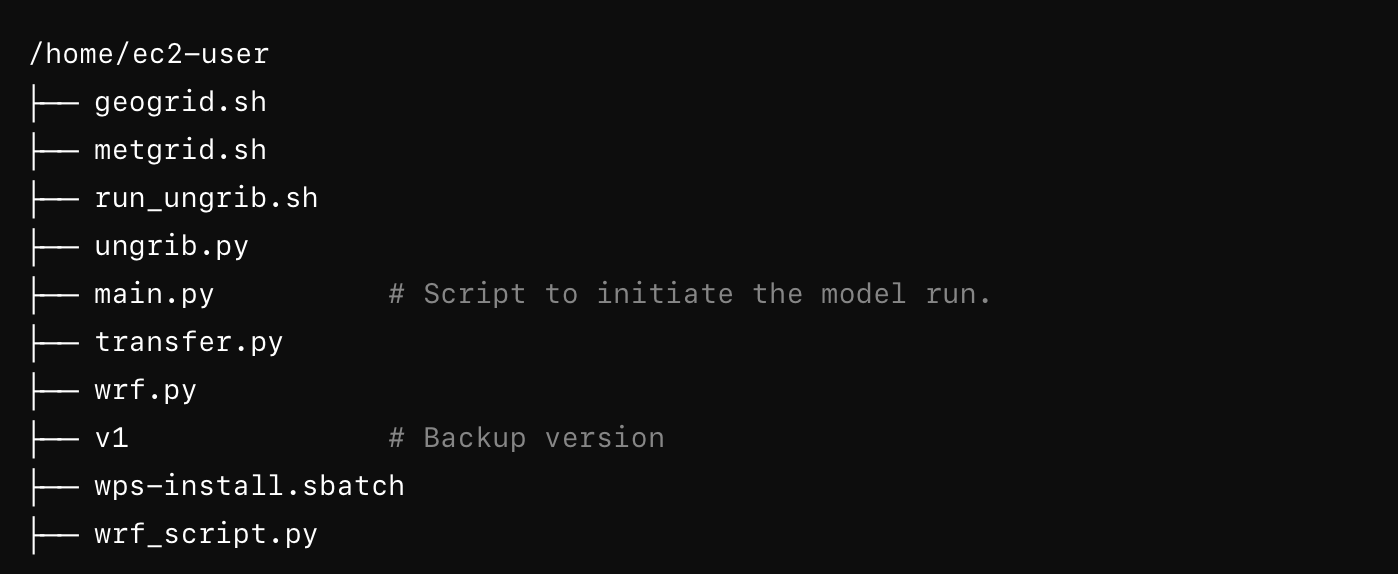 /home/ec2-user
├── geogrid.sh
├── metgrid.sh
├── run_ungrib.sh
├── ungrib.py
├── main.py          # Script to initiate the model run.
├── transfer.py
├── wrf.py
├── v1               # Backup version
├── wps-install.sbatch
├── wrf_script.py